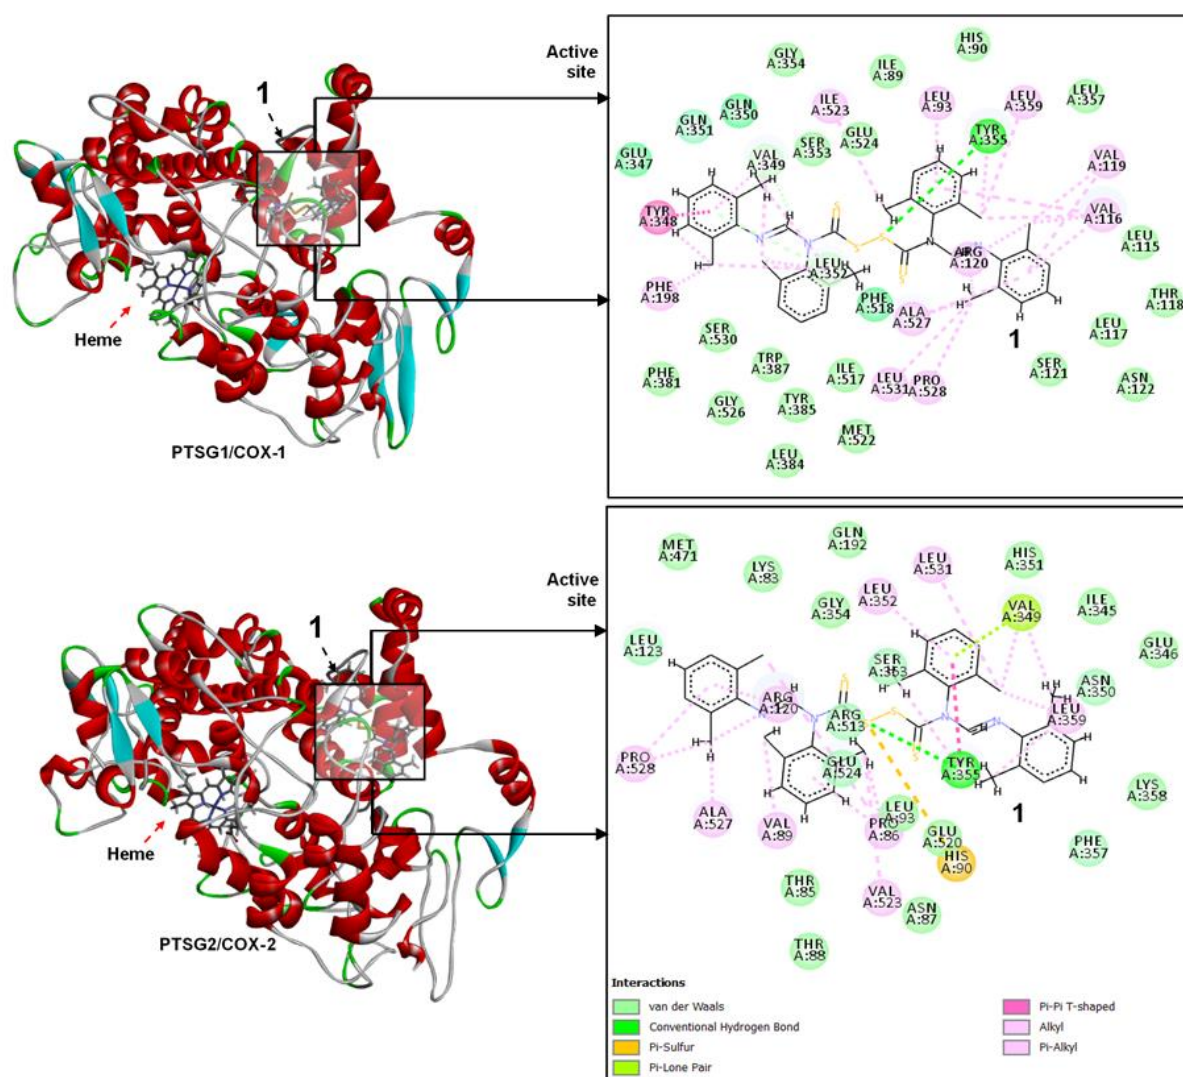 Active
site
1
Heme
PTSG1/COX-1
HIS
A:90
GLY
A:354
ILE
A:89
GLN
A:350
ILE
A:523
LEU
A:93
LEU
A:359
LEU
A:357
GLN
A:351
TYR
A:355
GLU
A:347
VAL
A:349
SER
A:353
GLU
A:524
VAL
A:119
TYR
A:348
VAL
A:116
LEU
A:115
ARG
A:120
LEU
A:352
PHE
A:198
PHE
A:518
ALA
A:527
THR
A:118
SER
A:530
LEU
A:117
1
PHE
A:381
TRP
A:387
ILE
A:517
LEU
A:531
PRO
A:528
SER
A:121
ASN
A:122
GLY
A:526
TYR
A:385
MET
A:522
LEU
A:384
Active
site
1
Heme
PTSG2/COX-2
MET
A:471
GLN
A:192
LYS
A:83
LEU
A:531
HIS
A:351
LEU
A:352
GLY
A:354
VAL
A:349
ILE
A:345
LEU
A:123
GLU
A:346
SER
A:353
ASN
A:350
ARG
A:120
ARG
A:513
LEU
A:359
PRO
A:528
GLU
A:524
TYR
A:355
LYS
A:358
ALA
A:527
VAL
A:89
LEU
A:93
PRO
A:86
GLU
A:520
HIS
A:90
1
PHE
A:357
THR
A:85
VAL
A:523
ASN
A:87
THR
A:88
Interactions
van der Waals
Conventional Hydrogen Bond
Pi-Sulfur
Pi-Lone Pair
Pi-Pi T-shaped
Alkyl
Pi-Alkyl